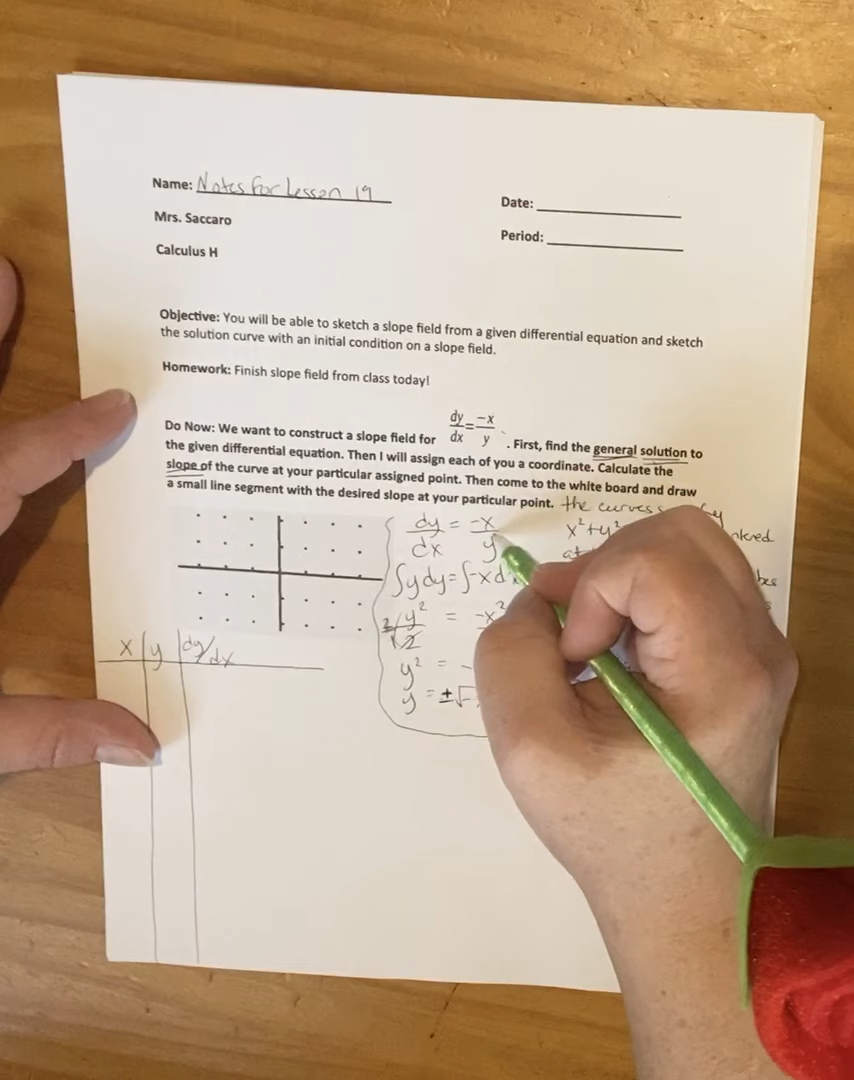 Name: Notes for Lesson 19
Date:
Mrs. Saccaro
Period:
Calculus H
Objective: You will be able to sketch a slope field from a given differential equation and sketch
the solution curve with an initial condition on a slope field.
Homework: Finish slope field from class today!
Do Now: We want to construct a slope field for dy/dx = -x/y. First, find the general solution to
the given differential equation. Then I will assign each of you a coordinate. Calculate the
slope of the curve at your particular assigned point. Then come to the white board and draw
a small line segment with the desired slope at your particular point.
the curves
dy/dx = -x/y
x²+y²
at
∫y dy = ∫-x d
y²/2 = -x²
y² = -
y = ±√-
x | y | dy/dx